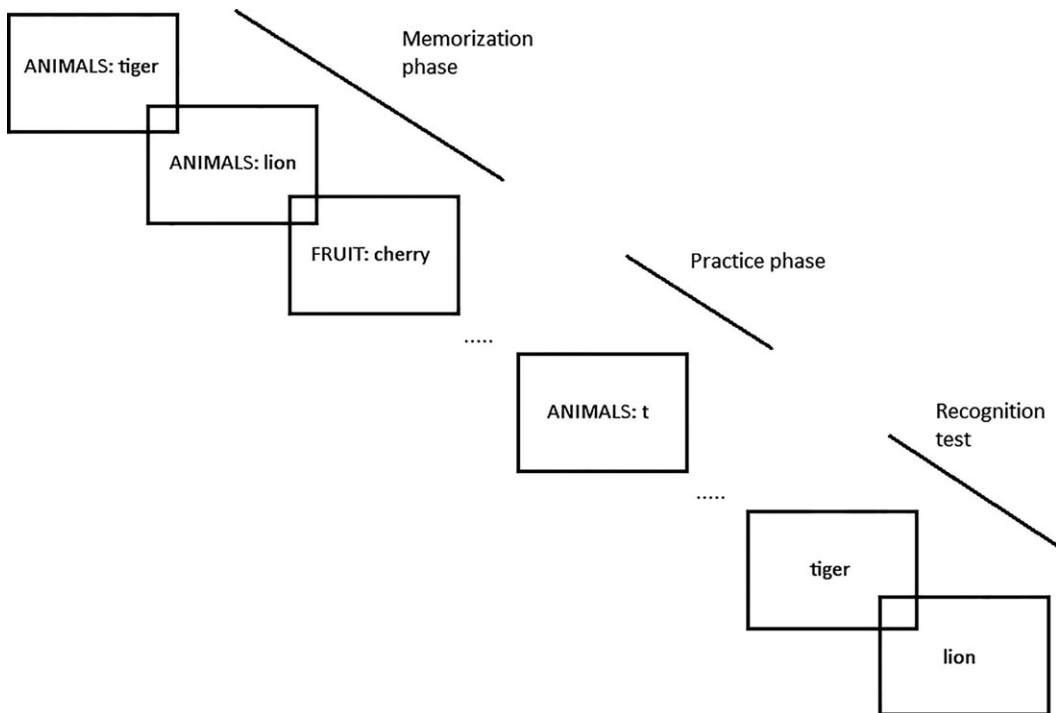 ANIMALS: tiger
Memorization
phase
ANIMALS: lion
FRUIT: cherry
Practice phase
.....
ANIMALS: t
Recognition
test
.....
tiger
lion